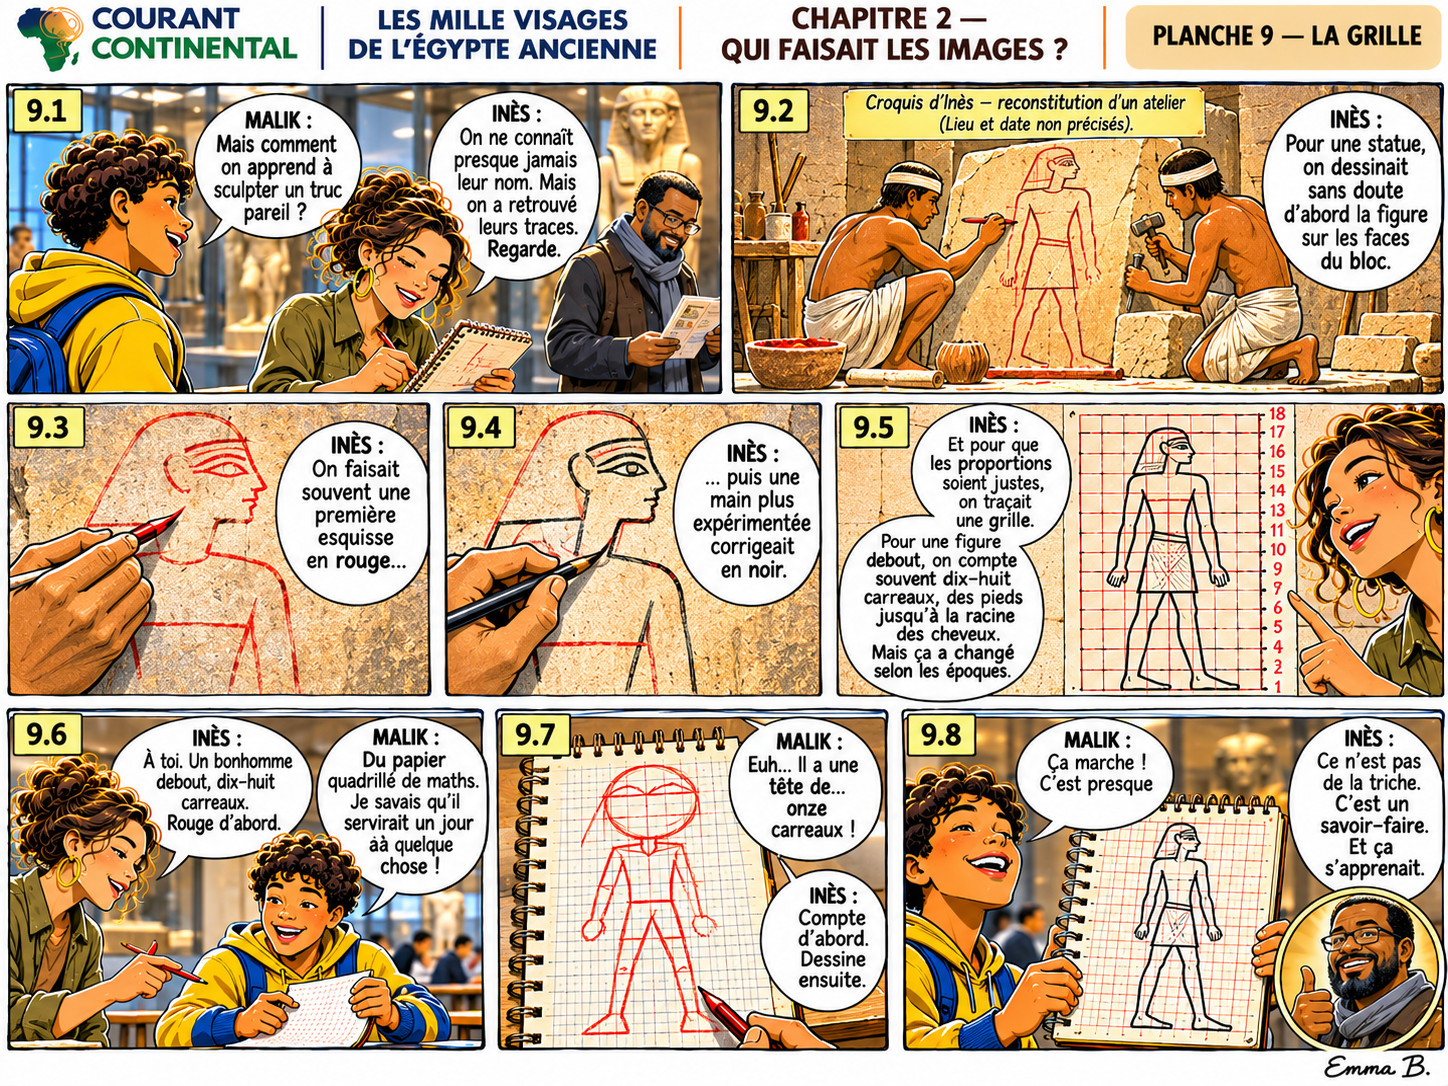 COURANT
CONTINENTAL
LES MILLE VISAGES
DE L'ÉGYPTE ANCIENNE
CHAPITRE 2 —
QUI FAISAIT LES IMAGES ?
PLANCHE 9 — LA GRILLE
9.1
MALIK :
Mais comment
on apprend à
sculpter un truc
pareil ?
INÈS :
On ne connaît
presque jamais
leur nom. Mais
on a retrouvé
leurs traces.
Regarde.
9.2
Croquis d'Inès — reconstitution d'un atelier
(Lieu et date non précisés).
INÈS :
Pour une statue,
on dessinait
sans doute
d'abord la figure
sur les faces
du bloc.
9.3
INÈS :
On faisait
souvent une
première
esquisse
en rouge...
9.4
INÈS :
... puis une
main plus
expérimentée
corrigeait
en noir.
9.5
INÈS :
Et pour que
les proportions
soient justes,
on traçait
une grille.
Pour une figure
debout, on compte
souvent dix-huit
carreaux, des pieds
jusqu'à la racine
des cheveux.
Mais ça a changé
selon les époques.
18
17
16
15
14
13
11
10
9
7
6
5
4
2
1
9.6
INÈS :
À toi. Un bonhomme
debout, dix-huit
carreaux.
Rouge d'abord.
MALIK :
Du papier
quadrillé de maths.
Je savais qu'il
servirait un jour
àà quelque
chose !
9.7
MALIK :
Euh... Il a une
tête de...
onze
carreaux !
INÈS :
Compte
d'abord.
Dessine
ensuite.
9.8
MALIK :
Ça marche !
C'est presque
INÈS :
Ce n'est pas
de la triche.
C'est un
savoir-faire.
Et ça
s'apprenait.
Emma B.